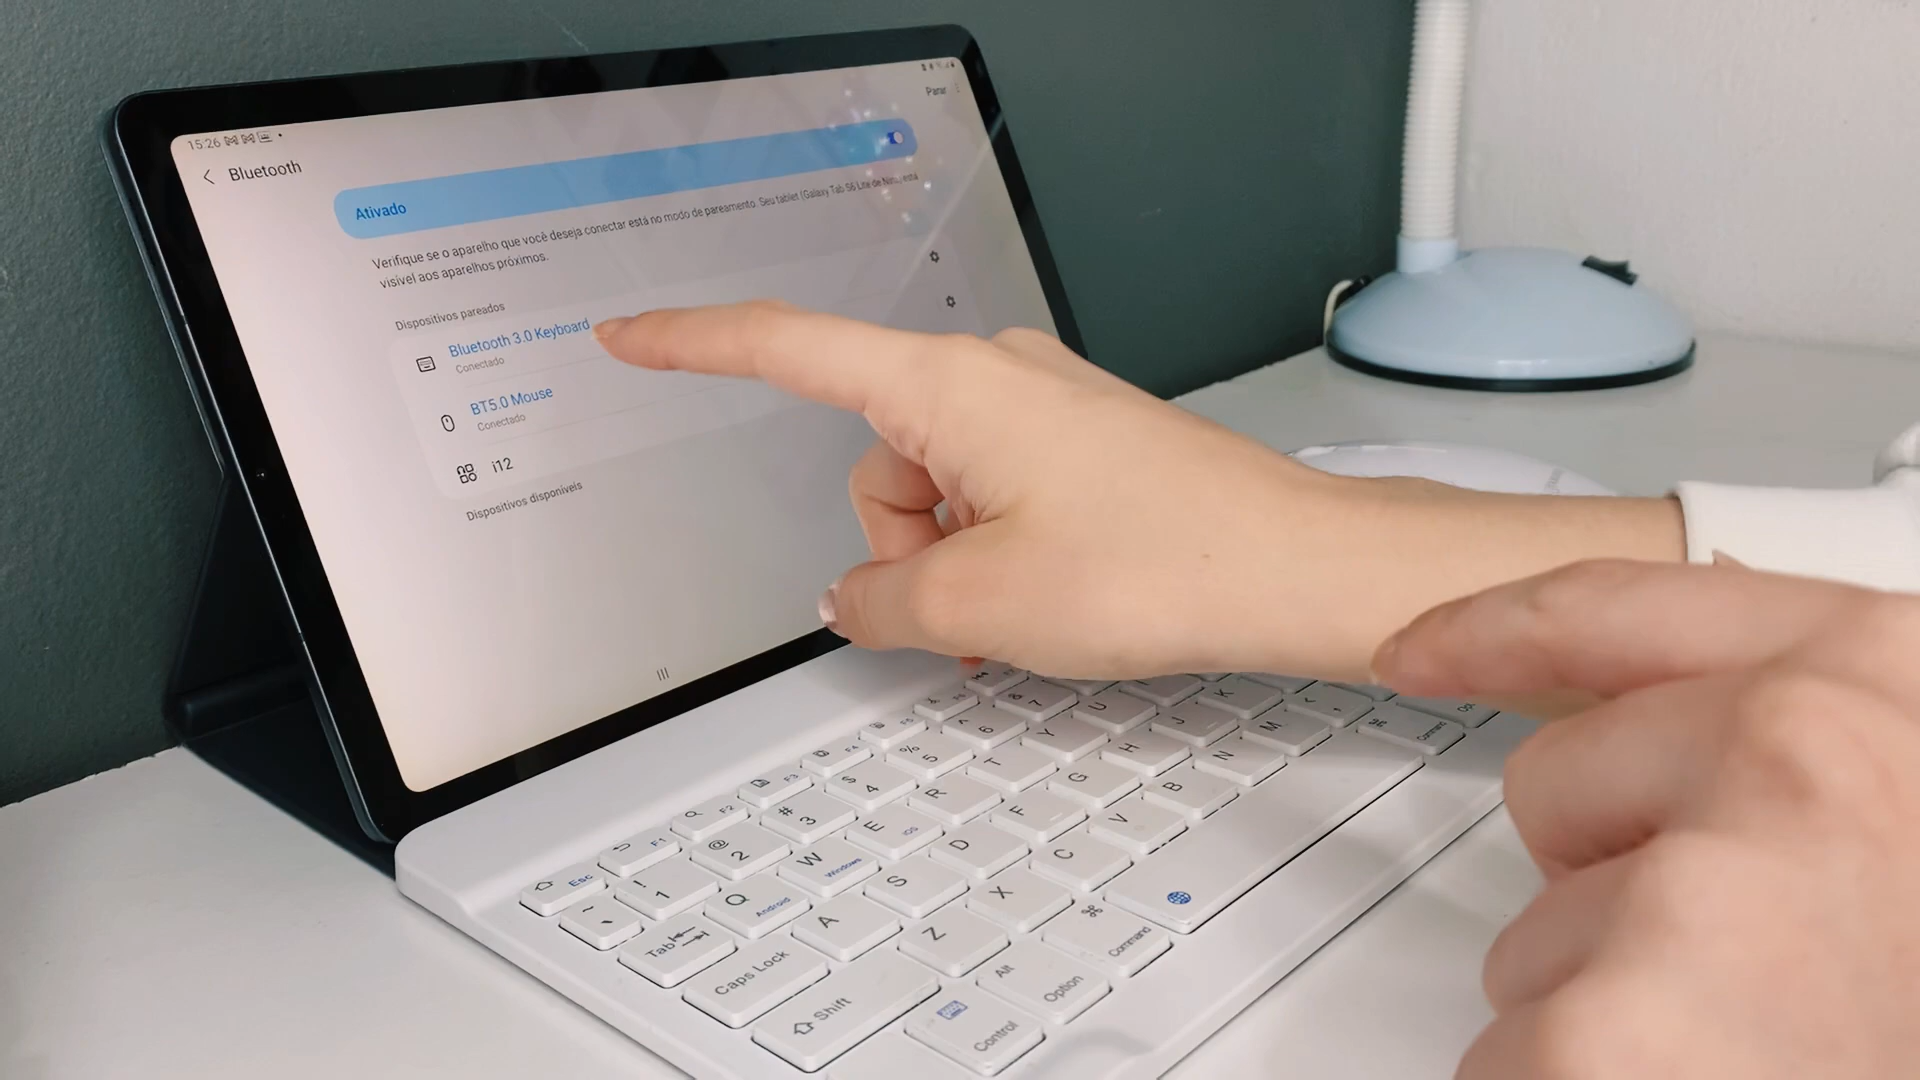 15:26
Parar
Bluetooth
Ativado
Verifique se o aparelho que você deseja conectar está no modo de pareamento. Seu tablet (Galaxy Tab S6 Lite de está
visível aos aparelhos próximos.
Dispositivos pareados
Bluetooth 3.0 Keyboard
Conectado
BT5.0 Mouse
Conectado
i12
Dispositivos disponíveis
Esc F1 F2 F3 F4 F5
~ ! 1 @ 2 # 3 $ 4 % 5 ^ 6 & 7
Tab Q Android W Windows E iOS R T Y U
Caps Lock A S D F G H J K
Shift Z X C V B N M < ,
Control Alt Option ⌘ Command ⌘ Command